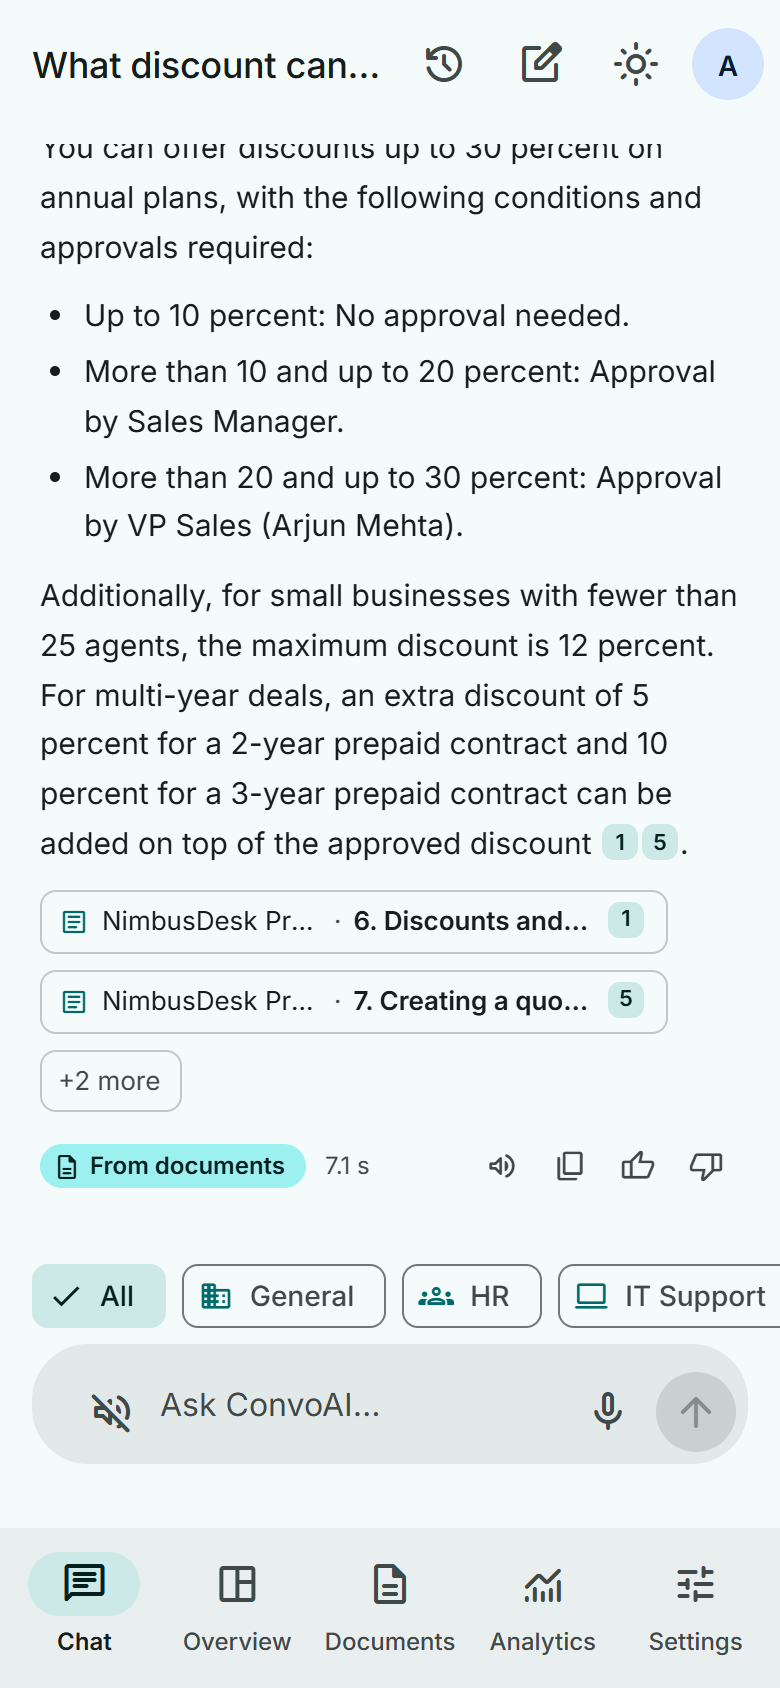 What discount can...
A
You can offer discounts up to 30 percent on
annual plans, with the following conditions and
approvals required:
• Up to 10 percent: No approval needed.
• More than 10 and up to 20 percent: Approval
by Sales Manager.
• More than 20 and up to 30 percent: Approval
by VP Sales (Arjun Mehta).
Additionally, for small businesses with fewer than
25 agents, the maximum discount is 12 percent.
For multi-year deals, an extra discount of 5
percent for a 2-year prepaid contract and 10
percent for a 3-year prepaid contract can be
added on top of the approved discount 1 5.
NimbusDesk Pr... · 6. Discounts and... 1
NimbusDesk Pr... · 7. Creating a quo... 5
+2 more
From documents 7.1 s
All General HR IT Support
Ask ConvoAI...
Chat Overview Documents Analytics Settings